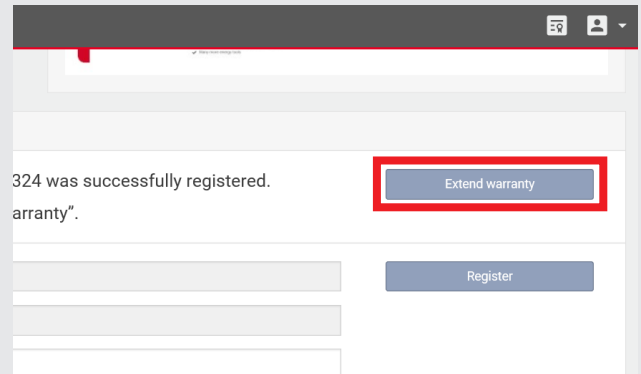 324 was successfully registered.
Extend warranty
arranty”.
Register